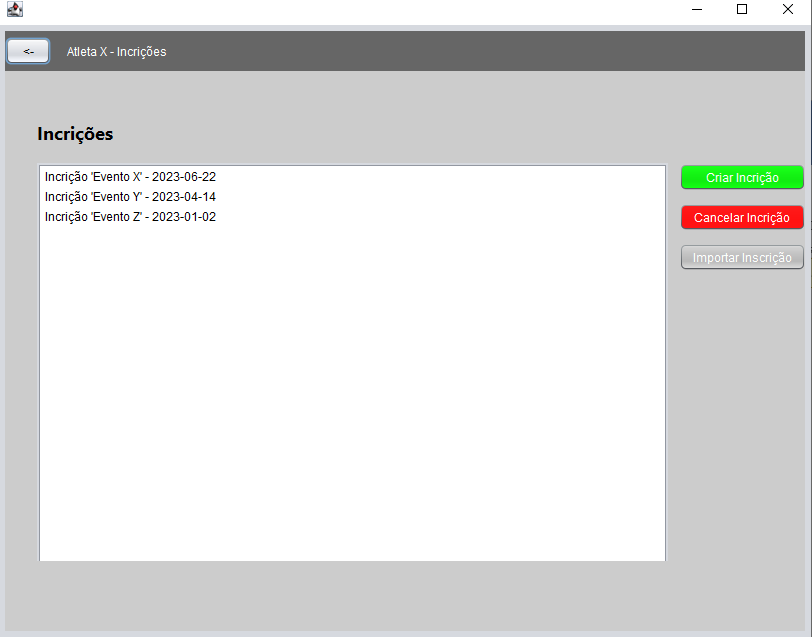 <- Atleta X - Incrições
Incrições
Incrição 'Evento X' - 2023-06-22
Incrição 'Evento Y' - 2023-04-14
Incrição 'Evento Z' - 2023-01-02
Criar Incrição
Cancelar Incrição
Importar Inscrição